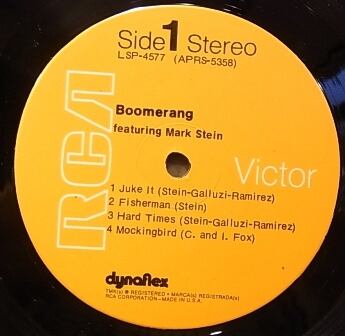 Side 1 Stereo
LSP-4577 (APRS-5358)
Boomerang
featuring Mark Stein
RCA
Victor
1 Juke It (Stein-Galluzi-Ramirez)
2 Fisherman (Stein)
3 Hard Times (Stein-Galluzi-Ramirez)
4 Mockingbird (C. and I. Fox)
dynaflex
TMK(s) ® REGISTERED • MARCA(s) REGISTRADA(s)
RCA CORPORATION—MADE IN U.S.A.